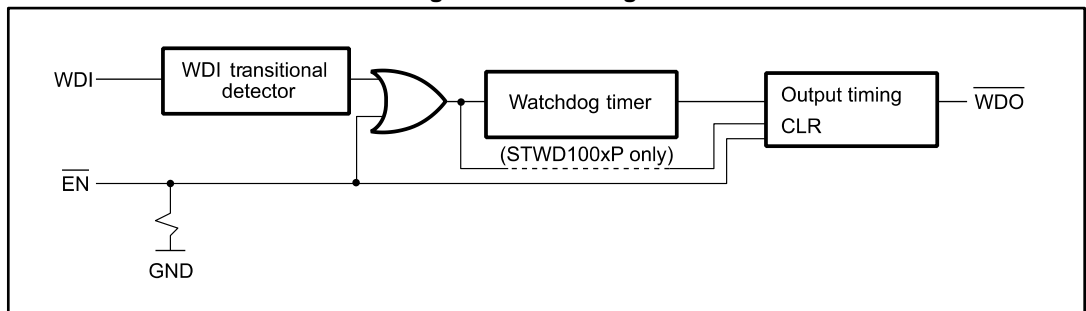 WDI
WDI transitional
detector
Watchdog timer
(STWD100xP only)
Output timing
CLR
WDO
EN
GND